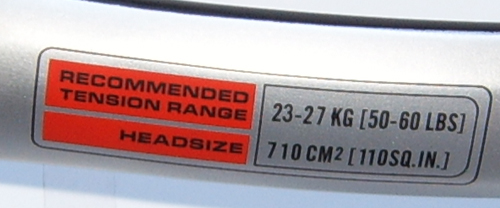 RECOMMENDED
TENSION RANGE
23-27 KG [50-60 LBS]
HEADSIZE
710 CM² [110SQ.IN.]